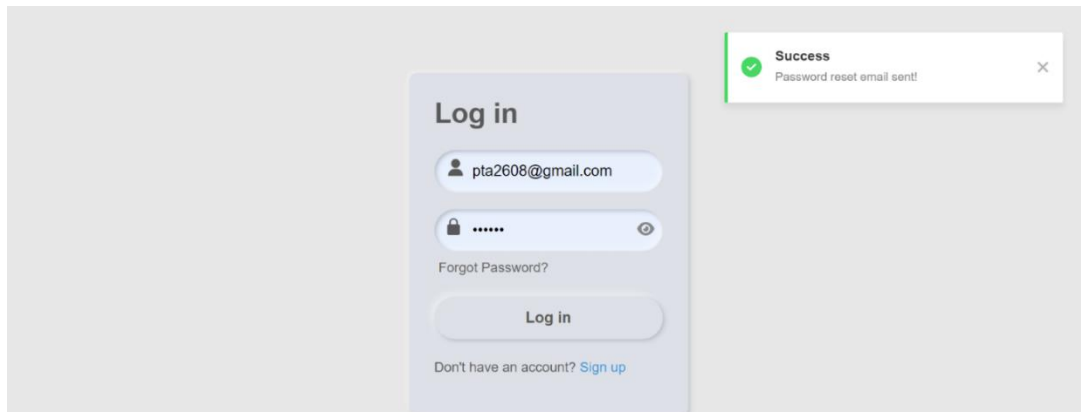 Success
Password reset email sent!
Log in
pta2608@gmail.com
••••••
Forgot Password?
Log in
Don't have an account? Sign up